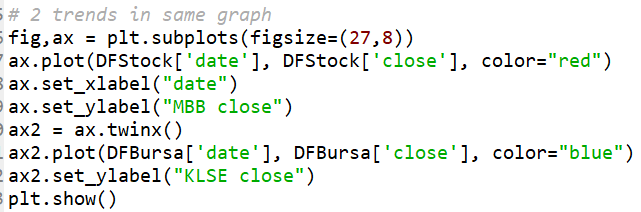 # 2 trends in same graph
fig,ax = plt.subplots(figsize=(27,8))
ax.plot(DFStock['date'], DFStock['close'], color="red")
ax.set_xlabel("date")
ax.set_ylabel("MBB close")
ax2 = ax.twinx()
ax2.plot(DFBursa['date'], DFBursa['close'], color="blue")
ax2.set_ylabel("KLSE close")
plt.show()